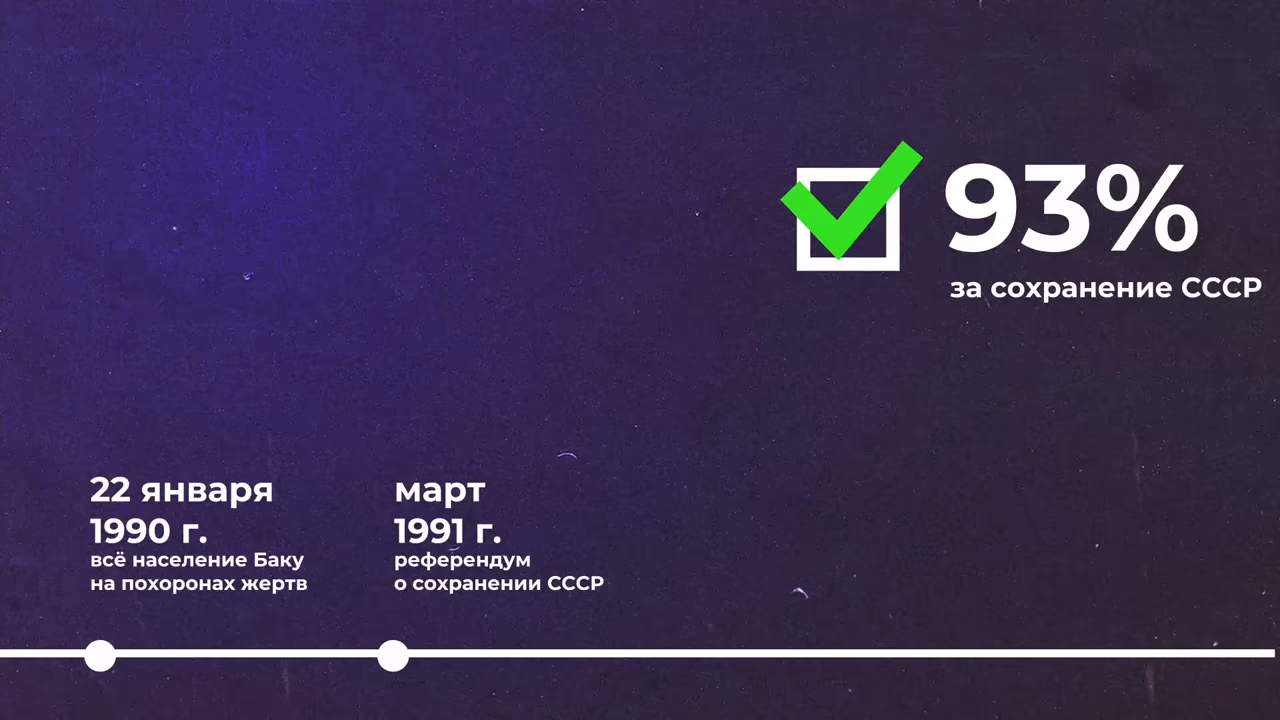 93%
за сохранение СССР
22 января
1990 г.
всё население Баку
на похоронах жертв
март
1991 г.
референдум
о сохранении СССР